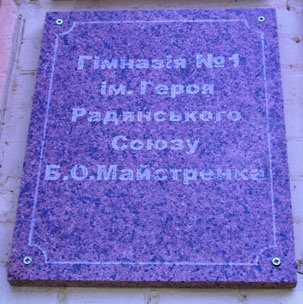 Гімназія №1
ім. Героя
Радянського
Союзу
Б.О.Майстренка